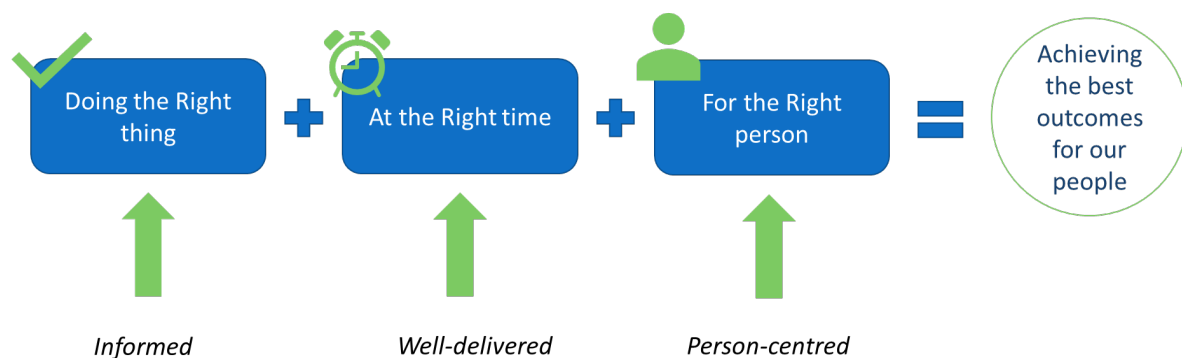 Doing the Right
thing
At the Right time
For the Right
person
Achieving
the best
outcomes
for our
people
Informed
Well-delivered
Person-centred